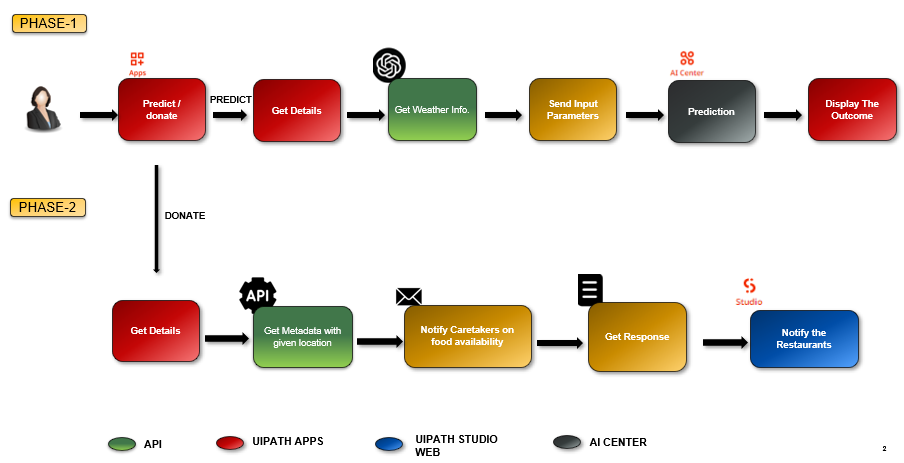 PHASE-1
Apps
AI Center
Predict /
donate
PREDICT
Get Details
Get Weather Info.
Send Input
Parameters
Prediction
Display The
Outcome
PHASE-2
DONATE
API
Studio
Get Details
Get Metadata with
given location
Notify Caretakers on
food availability
Get Response
Notify the
Restaurants
API
UIPATH APPS
UIPATH STUDIO
WEB
AI CENTER
2